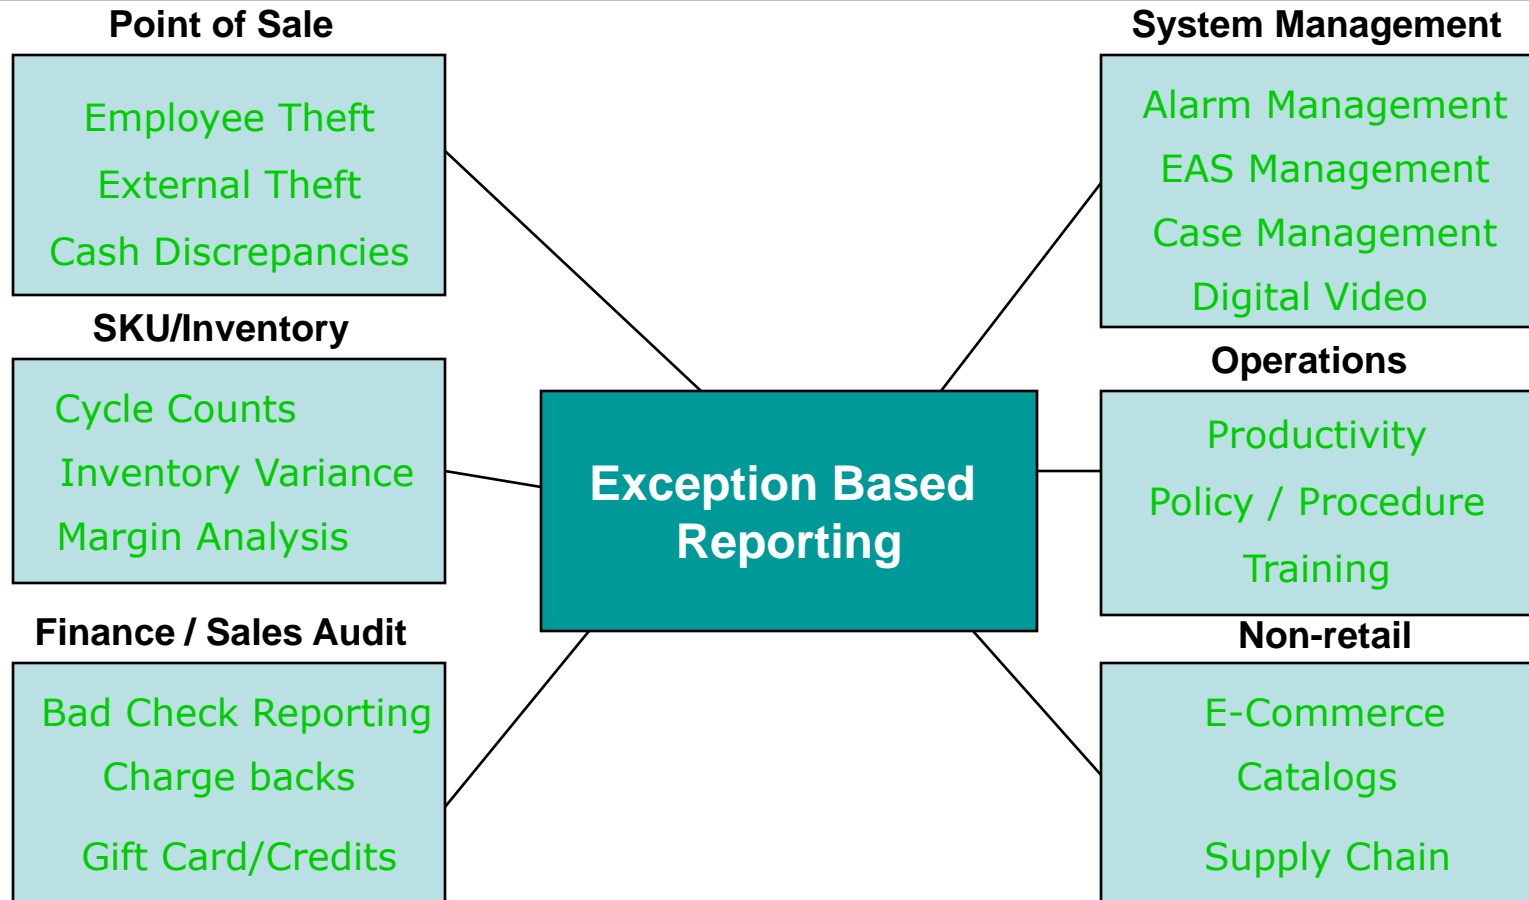 Point of Sale
Employee Theft
External Theft
Cash Discrepancies
SKU/Inventory
Cycle Counts
Inventory Variance
Margin Analysis
Finance / Sales Audit
Bad Check Reporting
Charge backs
Gift Card/Credits
Exception Based
Reporting
System Management
Alarm Management
EAS Management
Case Management
Digital Video
Operations
Productivity
Policy / Procedure
Training
Non-retail
E-Commerce
Catalogs
Supply Chain